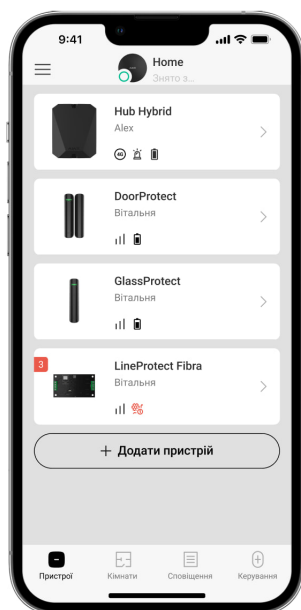 9:41
Home
Знято з...
Hub Hybrid
Alex
4G
DoorProtect
Вітальня
GlassProtect
Вітальня
3
LineProtect Fibra
Вітальня
+ Додати пристрій
Пристрої Кімнати Сповіщення Керування